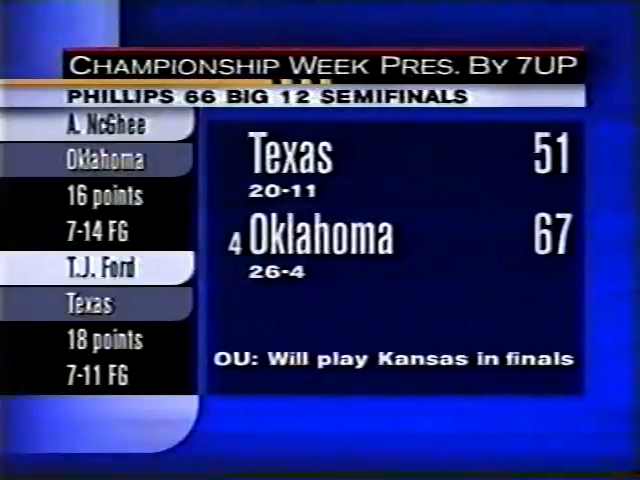 CHAMPIONSHIP WEEK PRES. BY 7UP
PHILLIPS 66 BIG 12 SEMIFINALS
A. McGhee
Oklahoma
16 points
7-14 FG
T.J. Ford
Texas
18 points
7-11 FG
Texas 51
20-11
4 Oklahoma 67
26-4
OU: Will play Kansas in finals